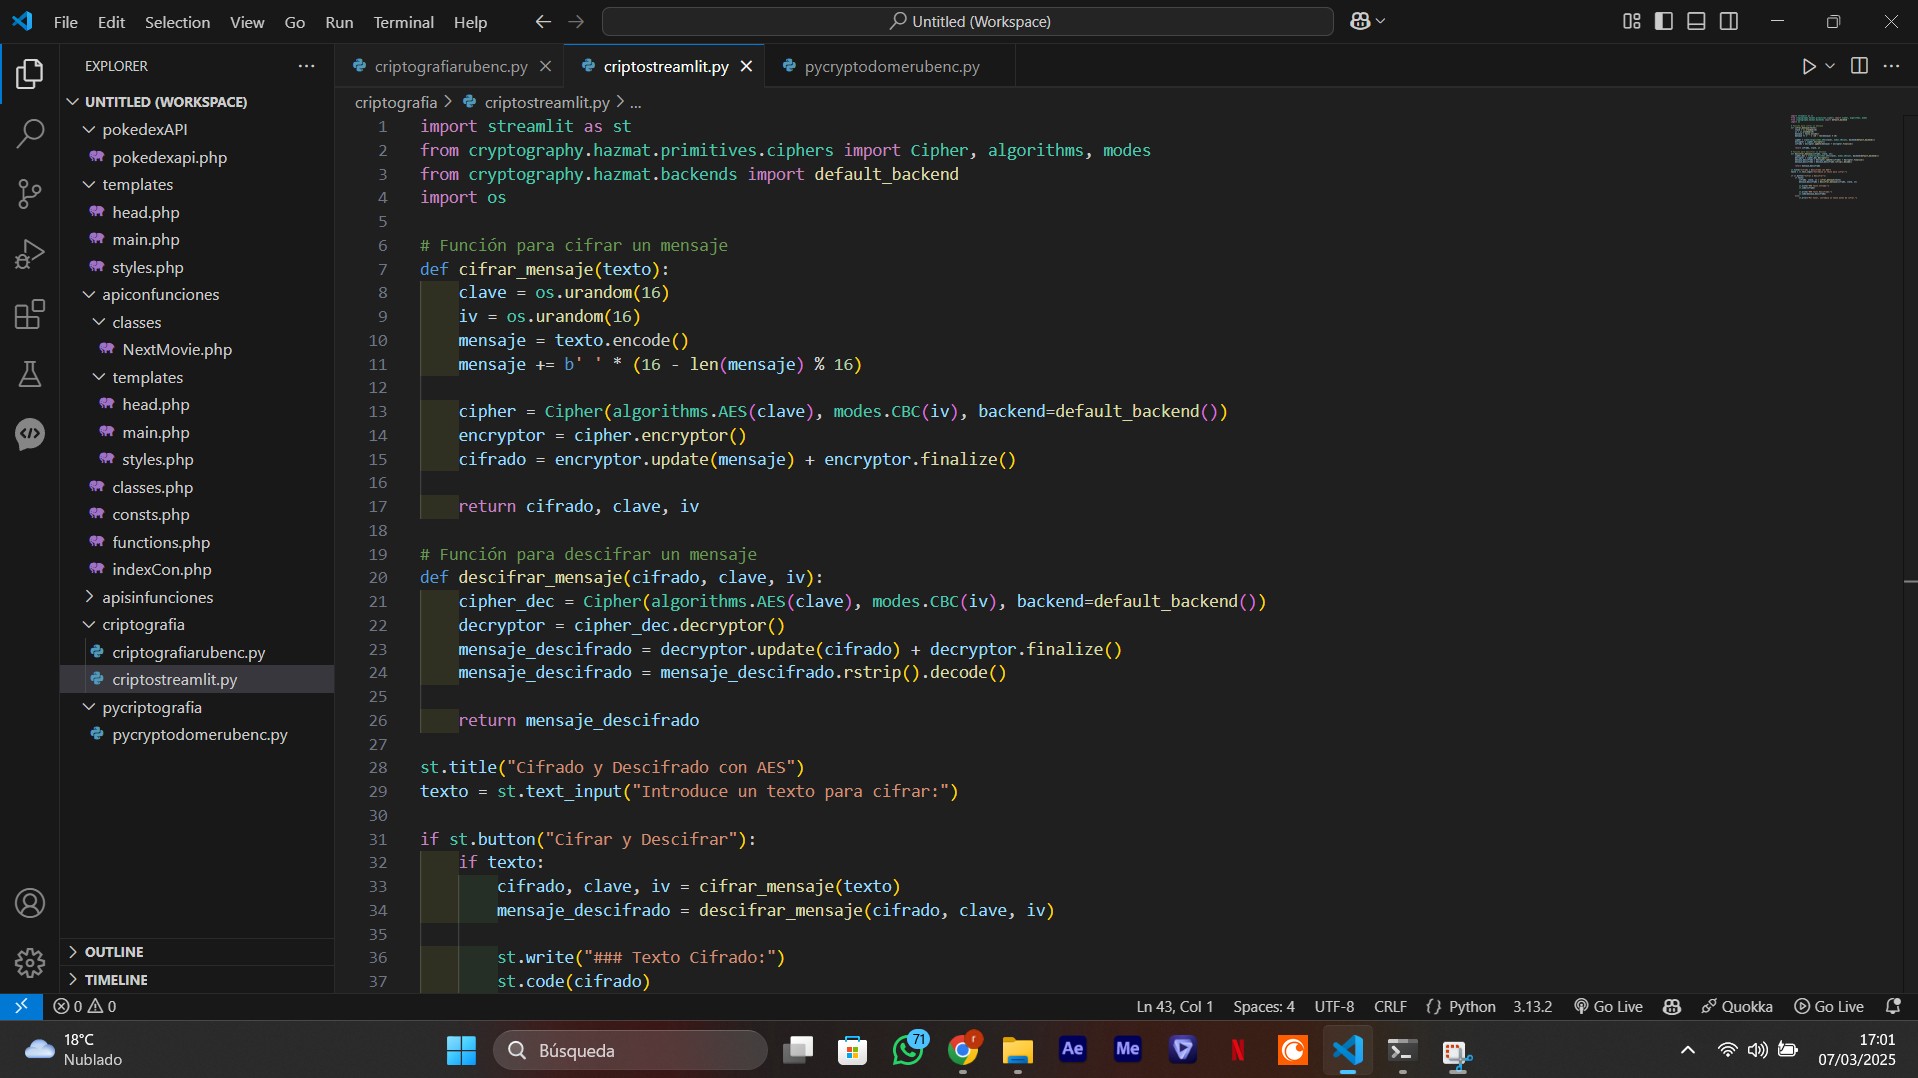 File Edit Selection View Go Run Terminal Help
Untitled (Workspace)
EXPLORER
UNTITLED (WORKSPACE)
pokedexAPI
pokedexapi.php
templates
head.php
main.php
styles.php
apiconfunciones
classes
NextMovie.php
templates
head.php
main.php
styles.php
classes.php
consts.php
functions.php
indexCon.php
apisinfunciones
criptografia
criptografiarubenc.py
criptostreamlit.py
pycriptografia
pycryptodomerubenc.py
OUTLINE
TIMELINE
criptografiarubenc.py criptostreamlit.py pycryptodomerubenc.py
criptografia > criptostreamlit.py > ...
1 import streamlit as st
2 from cryptography.hazmat.primitives.ciphers import Cipher, algorithms, modes
3 from cryptography.hazmat.backends import default_backend
4 import os
5
6 # Función para cifrar un mensaje
7 def cifrar_mensaje(texto):
8 clave = os.urandom(16)
9 iv = os.urandom(16)
10 mensaje = texto.encode()
11 mensaje += b' ' * (16 - len(mensaje) % 16)
12
13 cipher = Cipher(algorithms.AES(clave), modes.CBC(iv), backend=default_backend())
14 encryptor = cipher.encryptor()
15 cifrado = encryptor.update(mensaje) + encryptor.finalize()
16
17 return cifrado, clave, iv
18
19 # Función para descifrar un mensaje
20 def descifrar_mensaje(cifrado, clave, iv):
21 cipher_dec = Cipher(algorithms.AES(clave), modes.CBC(iv), backend=default_backend())
22 decryptor = cipher_dec.decryptor()
23 mensaje_descifrado = decryptor.update(cifrado) + decryptor.finalize()
24 mensaje_descifrado = mensaje_descifrado.rstrip().decode()
25
26 return mensaje_descifrado
27
28 st.title("Cifrado y Descifrado con AES")
29 texto = st.text_input("Introduce un texto para cifrar:")
30
31 if st.button("Cifrar y Descifrar"):
32 if texto:
33 cifrado, clave, iv = cifrar_mensaje(texto)
34 mensaje_descifrado = descifrar_mensaje(cifrado, clave, iv)
35
36 st.write("### Texto Cifrado:")
37 st.code(cifrado)
0 0 Ln 43, Col 1 Spaces: 4 UTF-8 CRLF {} Python 3.13.2 Go Live Quokka Go Live
18°C
Nublado
Búsqueda
71
r
Ae
Me
N
17:01
07/03/2025